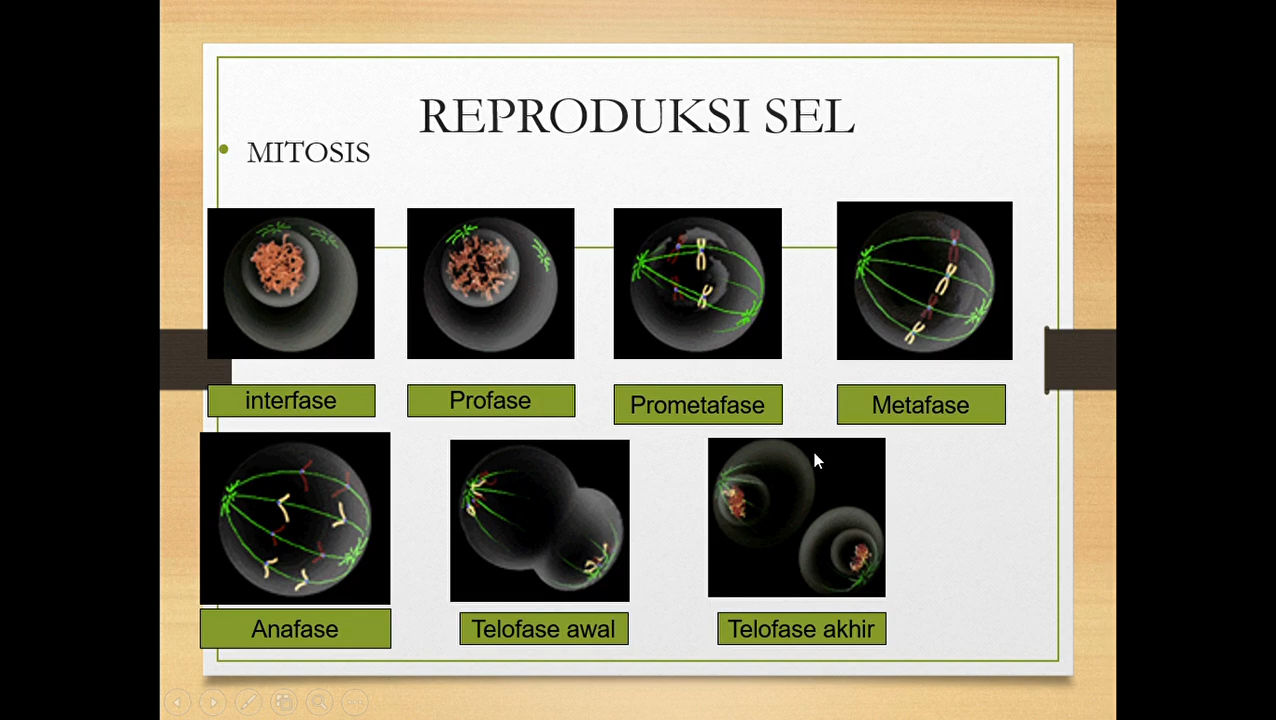 REPRODUKSI SEL
• MITOSIS
interfase
Profase
Prometafase
Metafase
Anafase
Telofase awal
Telofase akhir